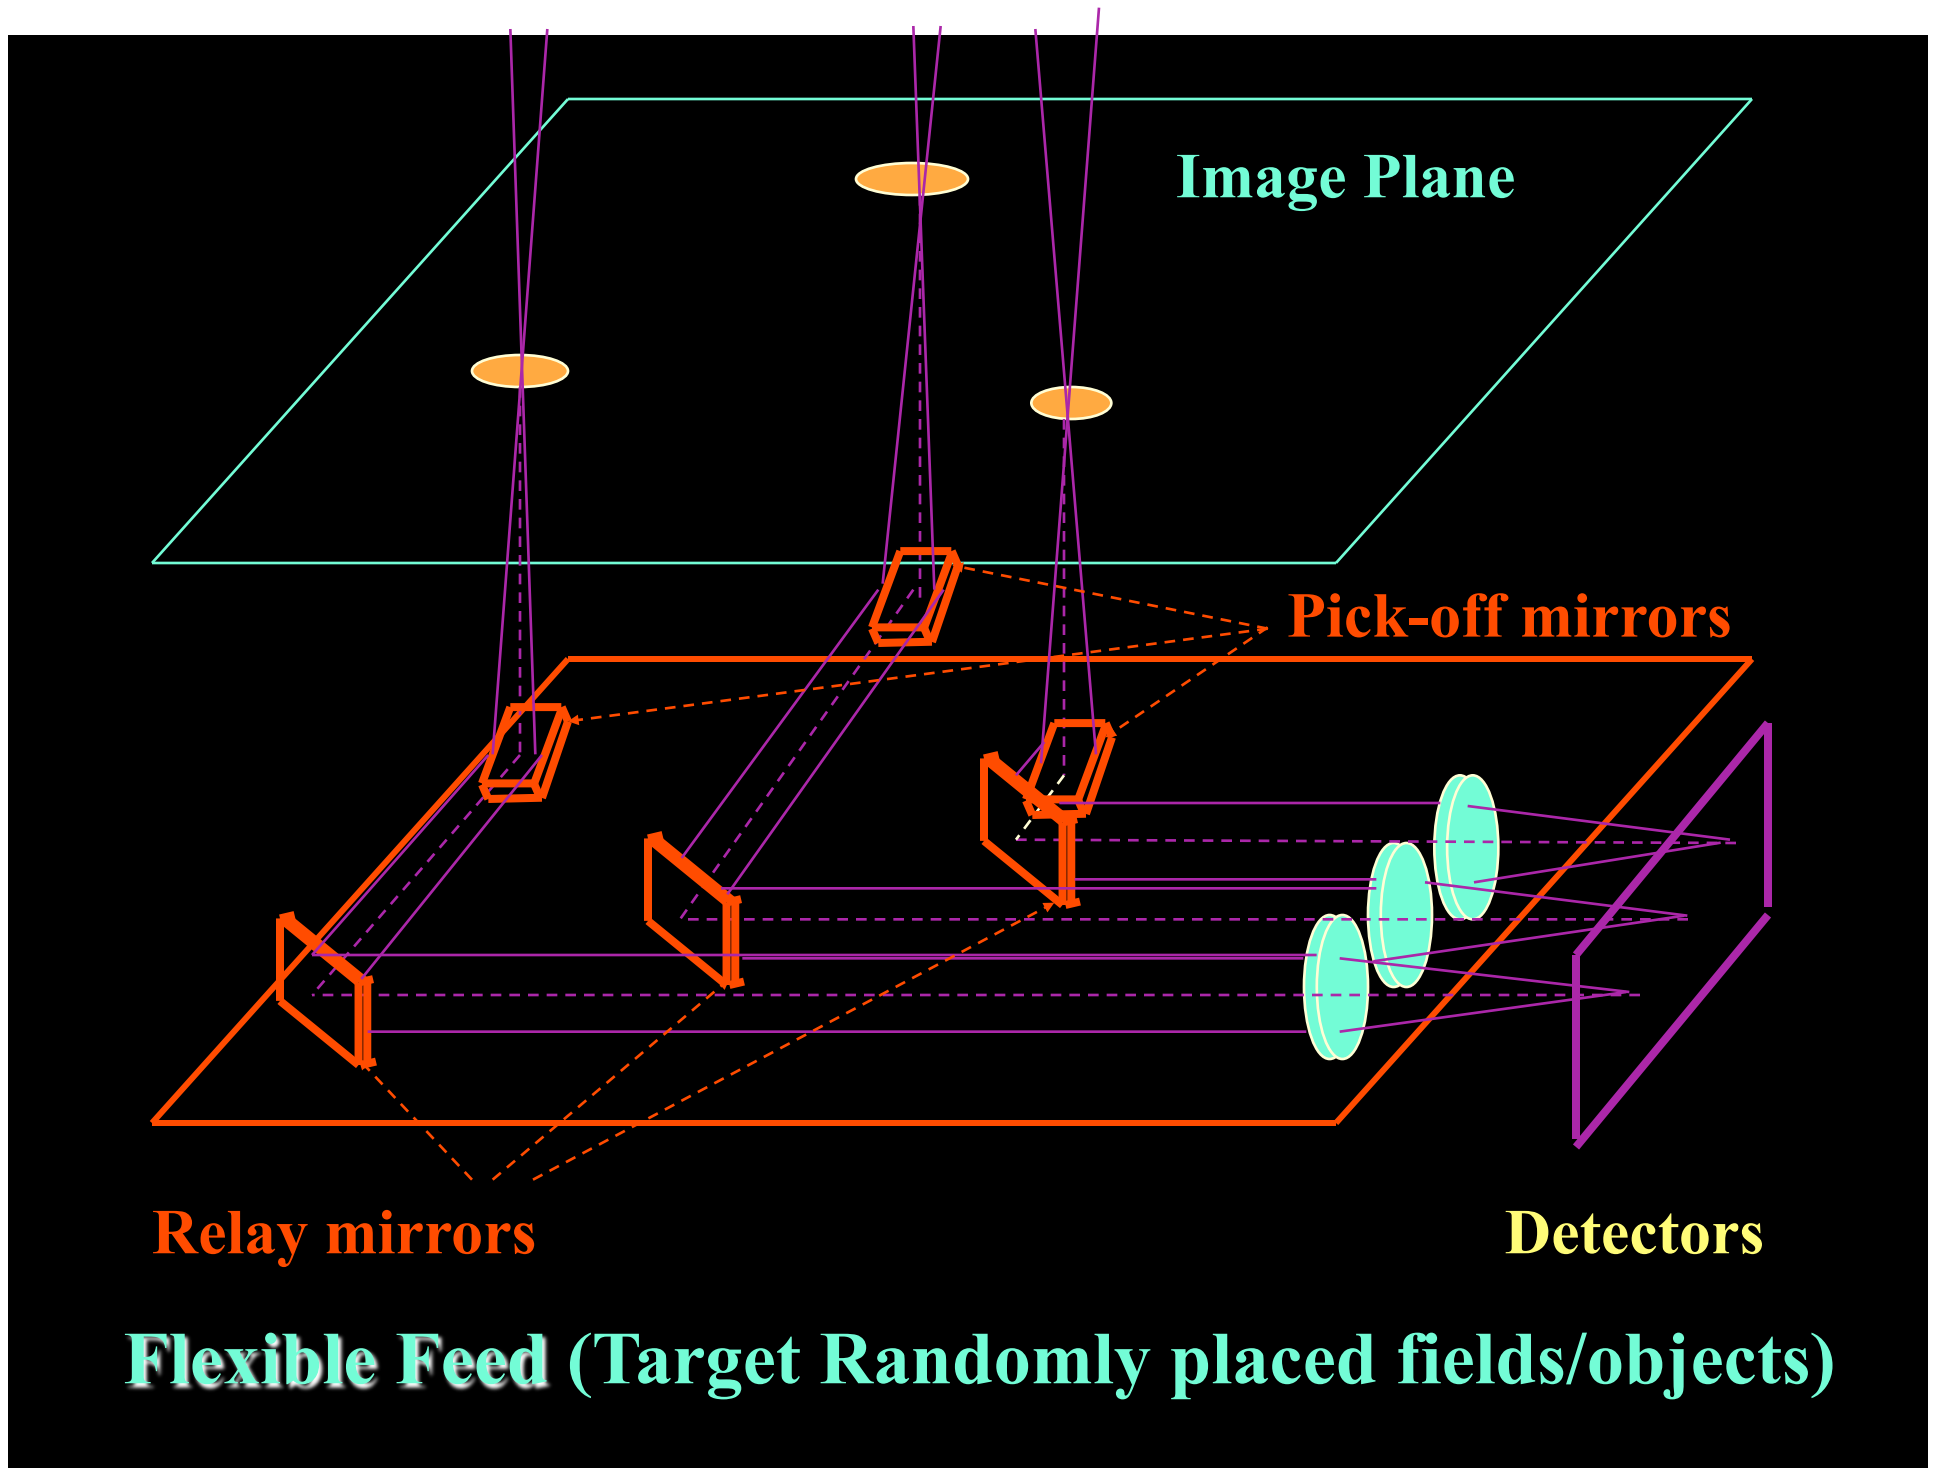 Image Plane
Pick-off mirrors
Relay mirrors
Detectors
Flexible Feed (Target Randomly placed fields/objects)